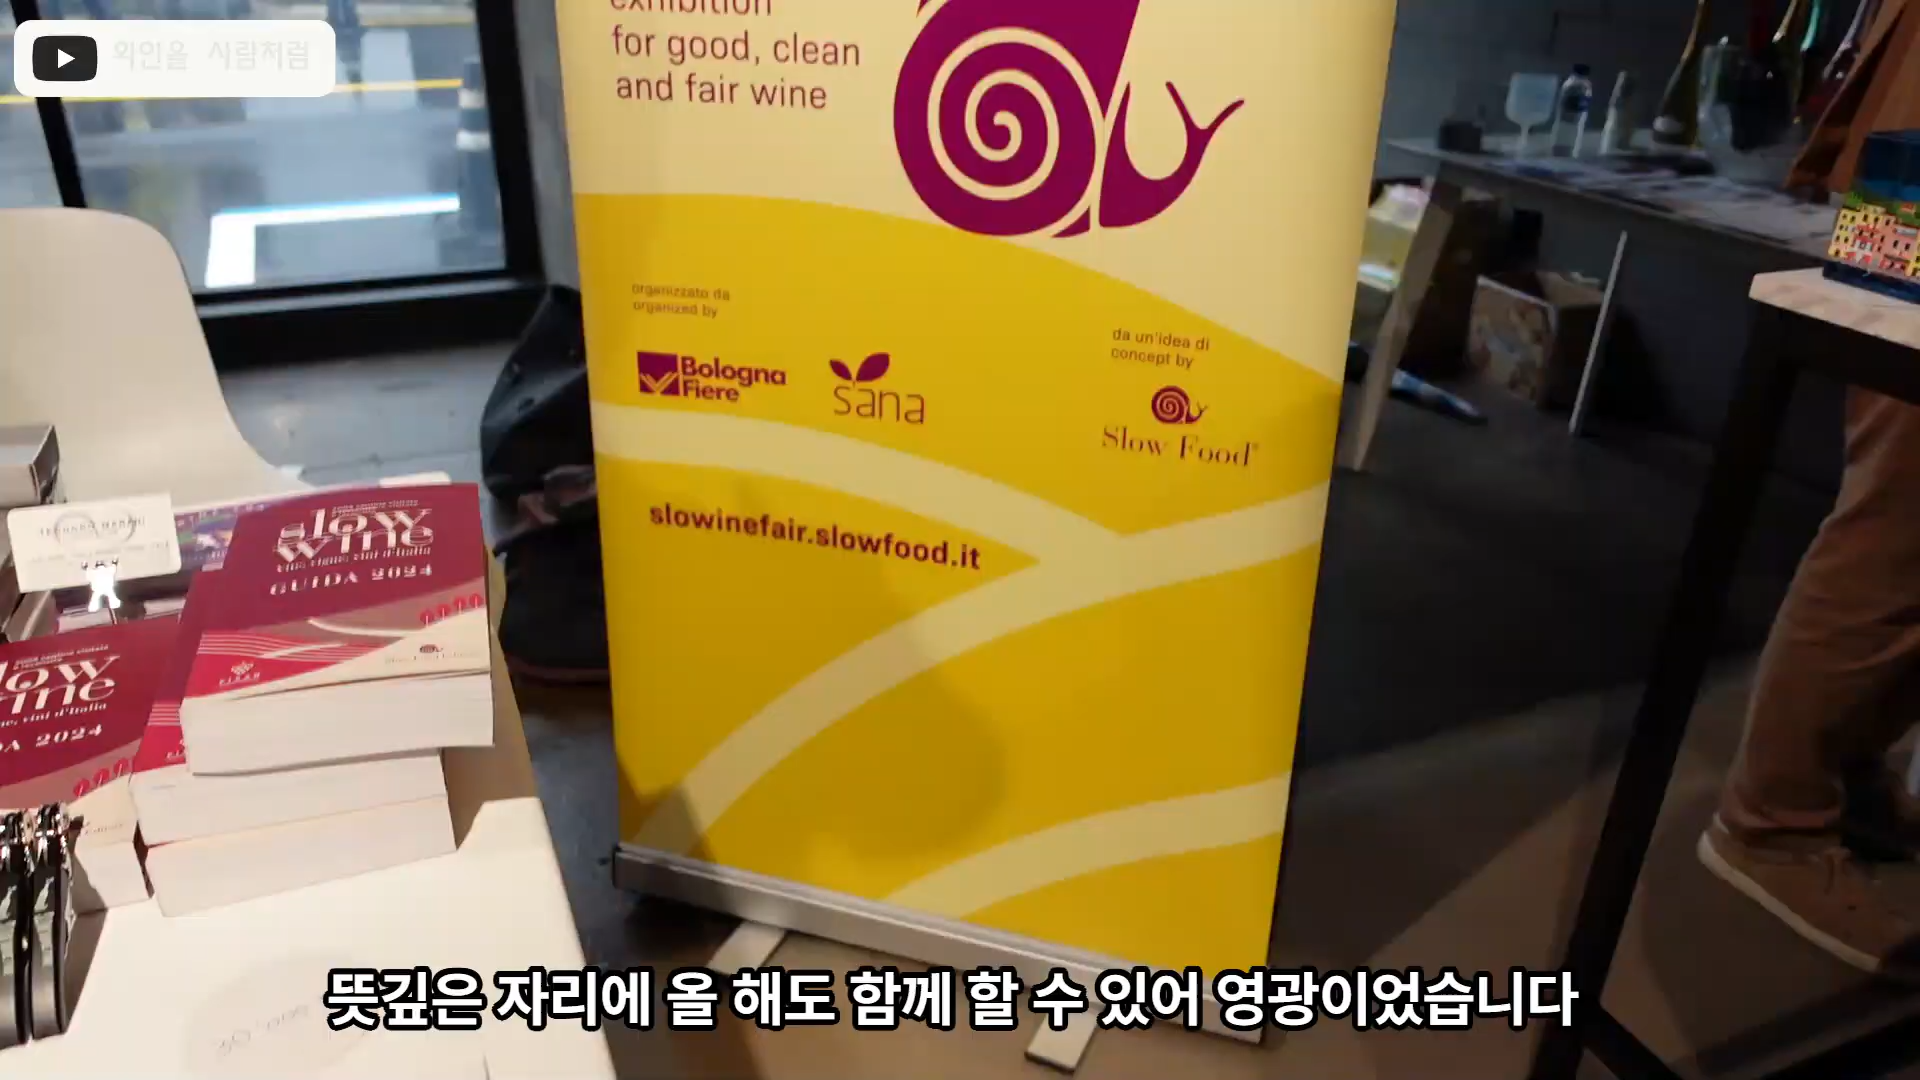 와인을 사람처럼
exhibition
for good, clean
and fair wine
organizzato da
organized by
Bologna
Fiere
sana
da un'idea di
concept by
Slow Food®
slowinefair.slowfood.it
slow
wine
GUIDA 2024
Slow
wine
2024
뜻깊은 자리에 올 해도 함께 할 수 있어 영광이었습니다